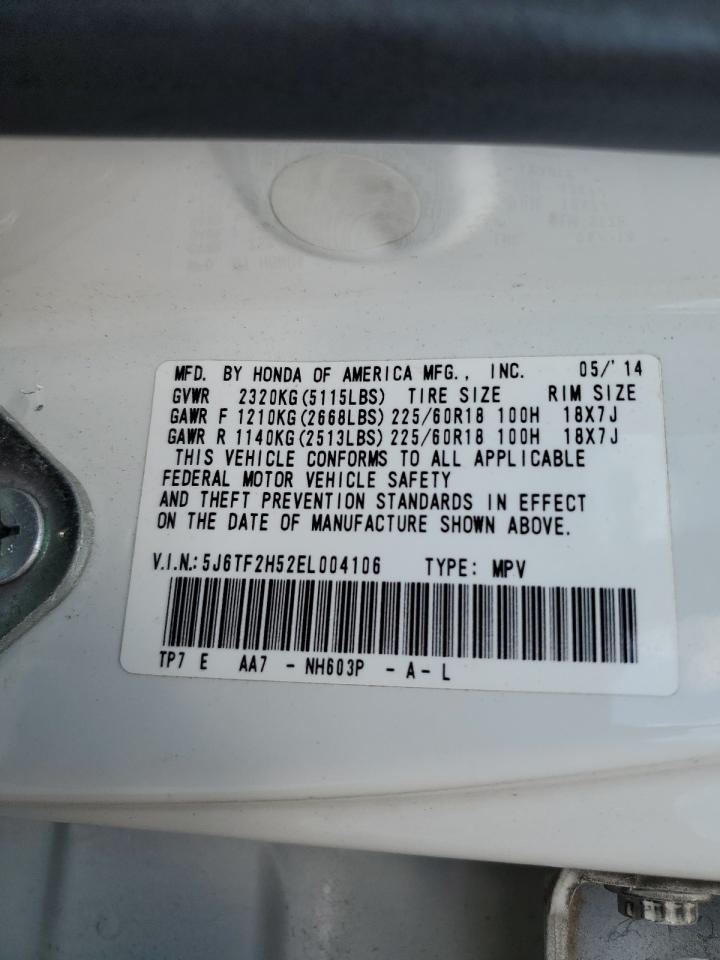 MFD. BY HONDA OF AMERICA MFG., INC. 05/'14
GVWR 2320KG(5115LBS) TIRE SIZE RIM SIZE
GAWR F 1210KG(2668LBS) 225/60R18 100H 18X7J
GAWR R 1140KG(2513LBS) 225/60R18 100H 18X7J
THIS VEHICLE CONFORMS TO ALL APPLICABLE
FEDERAL MOTOR VEHICLE SAFETY
AND THEFT PREVENTION STANDARDS IN EFFECT
ON THE DATE OF MANUFACTURE SHOWN ABOVE.
V.I.N.: 5J6TF2H52EL004106 TYPE: MPV
TP7 E AA7 - NH603P - A - L